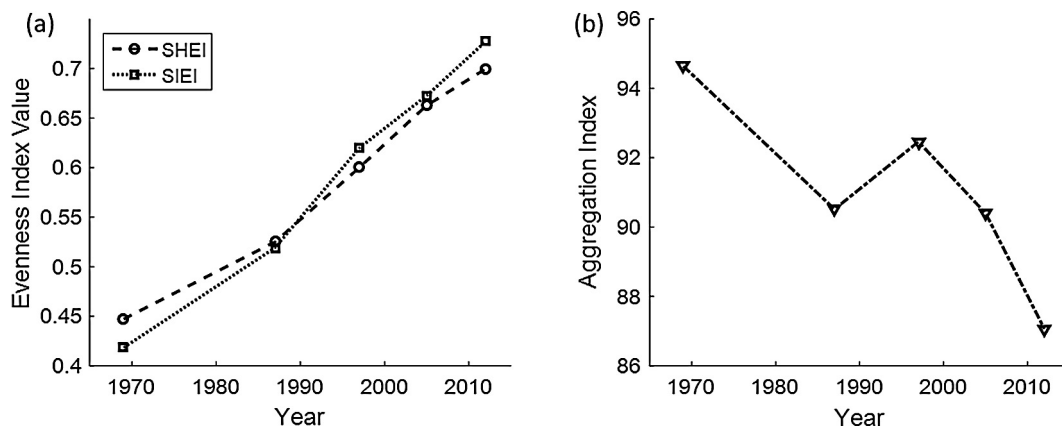 (a)
SHEI
SIEI
0.7
0.65
0.6
0.55
0.5
0.45
0.4
Evenness Index Value
1970 1980 1990 2000 2010
Year
(b)
96
94
92
90
88
86
Aggregation Index
1970 1980 1990 2000 2010
Year